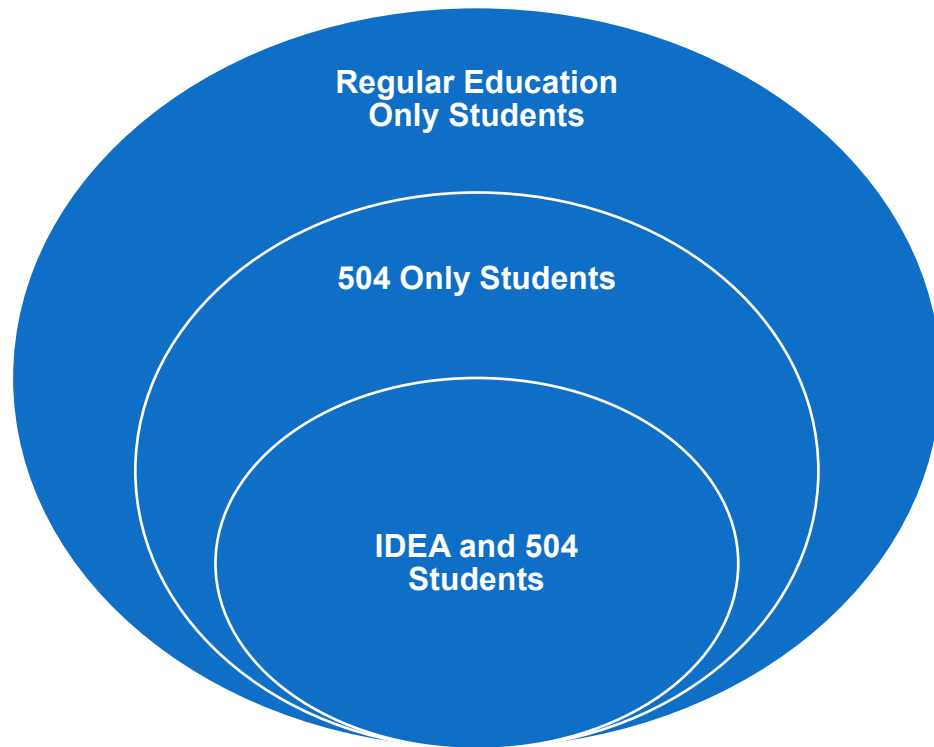 Regular Education
Only Students
504 Only Students
IDEA and 504
Students